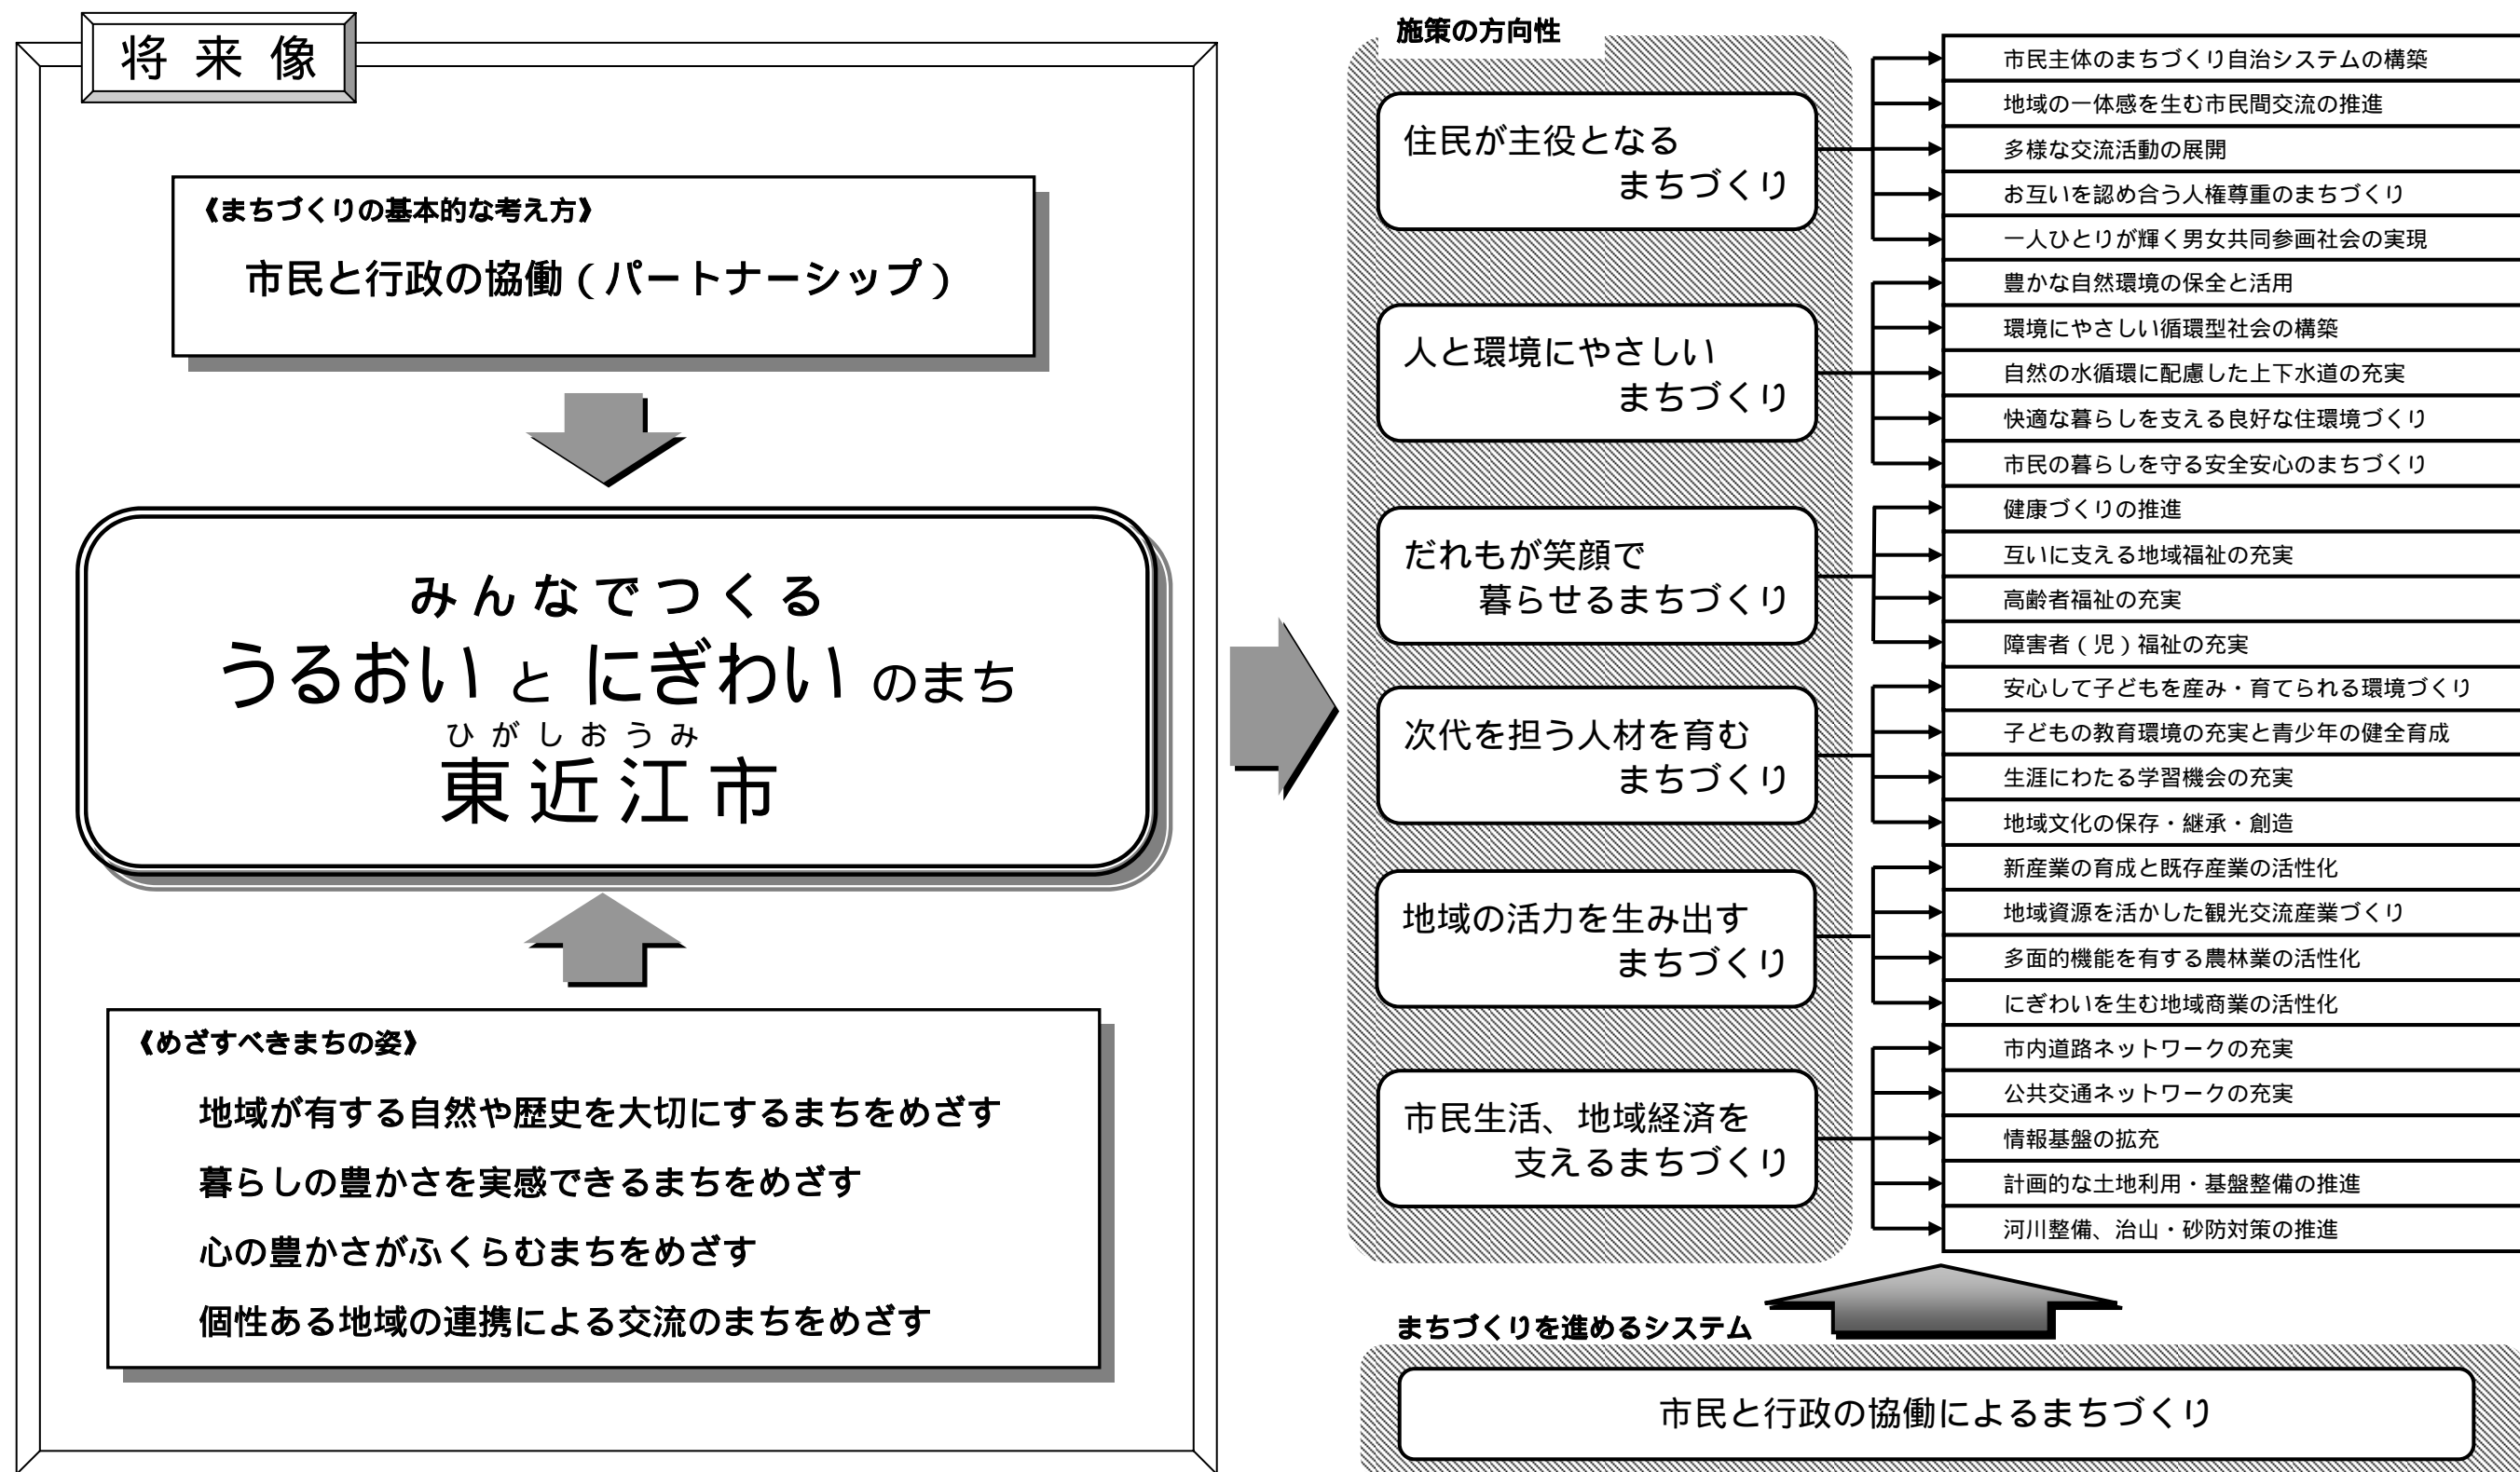 将来像
《まちづくりの基本的な考え方》
市民と行政の協働(パートナーシップ)
みんなでつくる
うるおい と にぎわい のまち
ひがしおうみ
東近江市
《めざすべきまちの姿》
地域が有する自然や歴史を大切にするまちをめざす
暮らしの豊かさを実感できるまちをめざす
心の豊かさがふくらむまちをめざす
個性ある地域の連携による交流のまちをめざす
施策の方向性
住民が主役となる
まちづくり
市民主体のまちづくり自治システムの構築
地域の一体感を生む市民間交流の推進
多様な交流活動の展開
お互いを認め合う人権尊重のまちづくり
一人ひとりが輝く男女共同参画社会の実現
人と環境にやさしい
まちづくり
豊かな自然環境の保全と活用
環境にやさしい循環型社会の構築
自然の水循環に配慮した上下水道の充実
快適な暮らしを支える良好な住環境づくり
市民の暮らしを守る安全安心のまちづくり
だれもが笑顔で
暮らせるまちづくり
健康づくりの推進
互いに支える地域福祉の充実
高齢者福祉の充実
障害者(児)福祉の充実
次代を担う人材を育む
まちづくり
安心して子どもを産み・育てられる環境づくり
子どもの教育環境の充実と青少年の健全育成
生涯にわたる学習機会の充実
地域文化の保存・継承・創造
地域の活力を生み出す
まちづくり
新産業の育成と既存産業の活性化
地域資源を活かした観光交流産業づくり
多面的機能を有する農林業の活性化
にぎわいを生む地域商業の活性化
市民生活、地域経済を
支えるまちづくり
市内道路ネットワークの充実
公共交通ネットワークの充実
情報基盤の拡充
計画的な土地利用・基盤整備の推進
河川整備、治山・砂防対策の推進
まちづくりを進めるシステム
市民と行政の協働によるまちづくり